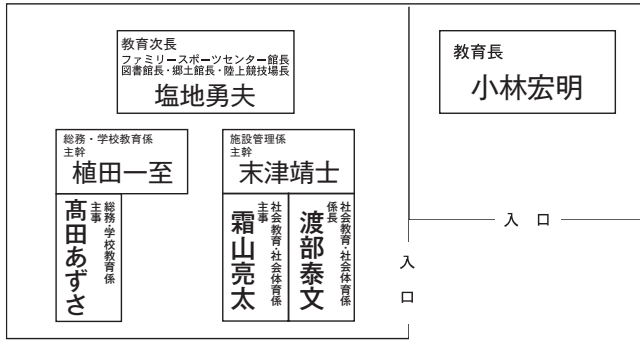 教育次長
ファミリースポーツセンター館長
図書館長・郷土館長・陸上競技場長
塩地勇夫
教育長
小林宏明
総務・学校教育係
主幹
植田一至
施設管理係
主幹
末津靖士
総務・学校教育係
主事
髙田あずさ
社会教育・社会体育係
係長
渡部泰文
社会教育・社会体育係
主事
霜山亮太
入口
入口